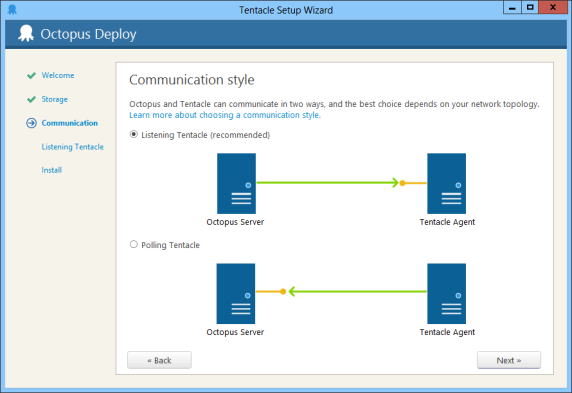 Tentacle Setup Wizard
Octopus Deploy
Welcome
Storage
Communication
Listening Tentacle
Install
Communication style
Octopus and Tentacle can communicate in two ways, and the best choice depends on your network topology.
Learn more about choosing a communication style.
Listening Tentacle (recommended)
Octopus Server
Tentacle Agent
Polling Tentacle
Octopus Server
Tentacle Agent
« Back
Next »